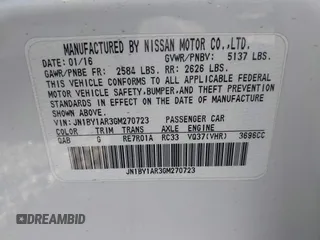 MANUFACTURED BY NISSAN MOTOR CO.,LTD.
DATE: 01/16 GVWR/PNBV: 5137 LBS.
GAWR/PNBE FR: 2584 LBS. RR: 2626 LBS.
THIS VEHICLE CONFORMS TO ALL APPLICABLE FEDERAL
MOTOR VEHICLE SAFETY,BUMPER,AND THEFT PREVENTION
STANDARDS IN EFFECT ON THE DATE OF MANUFACTURE
SHOWN ABOVE.
VIN: JN1BY1AR3GM270723 PASSENGER CAR
COLOR TRIM TRANS AXLE ENGINE
QAB G RE7R01A RC33 VQ37(VHR) 3696CC
JN1BY1AR3GM270723
REBIDMOTORS.COM